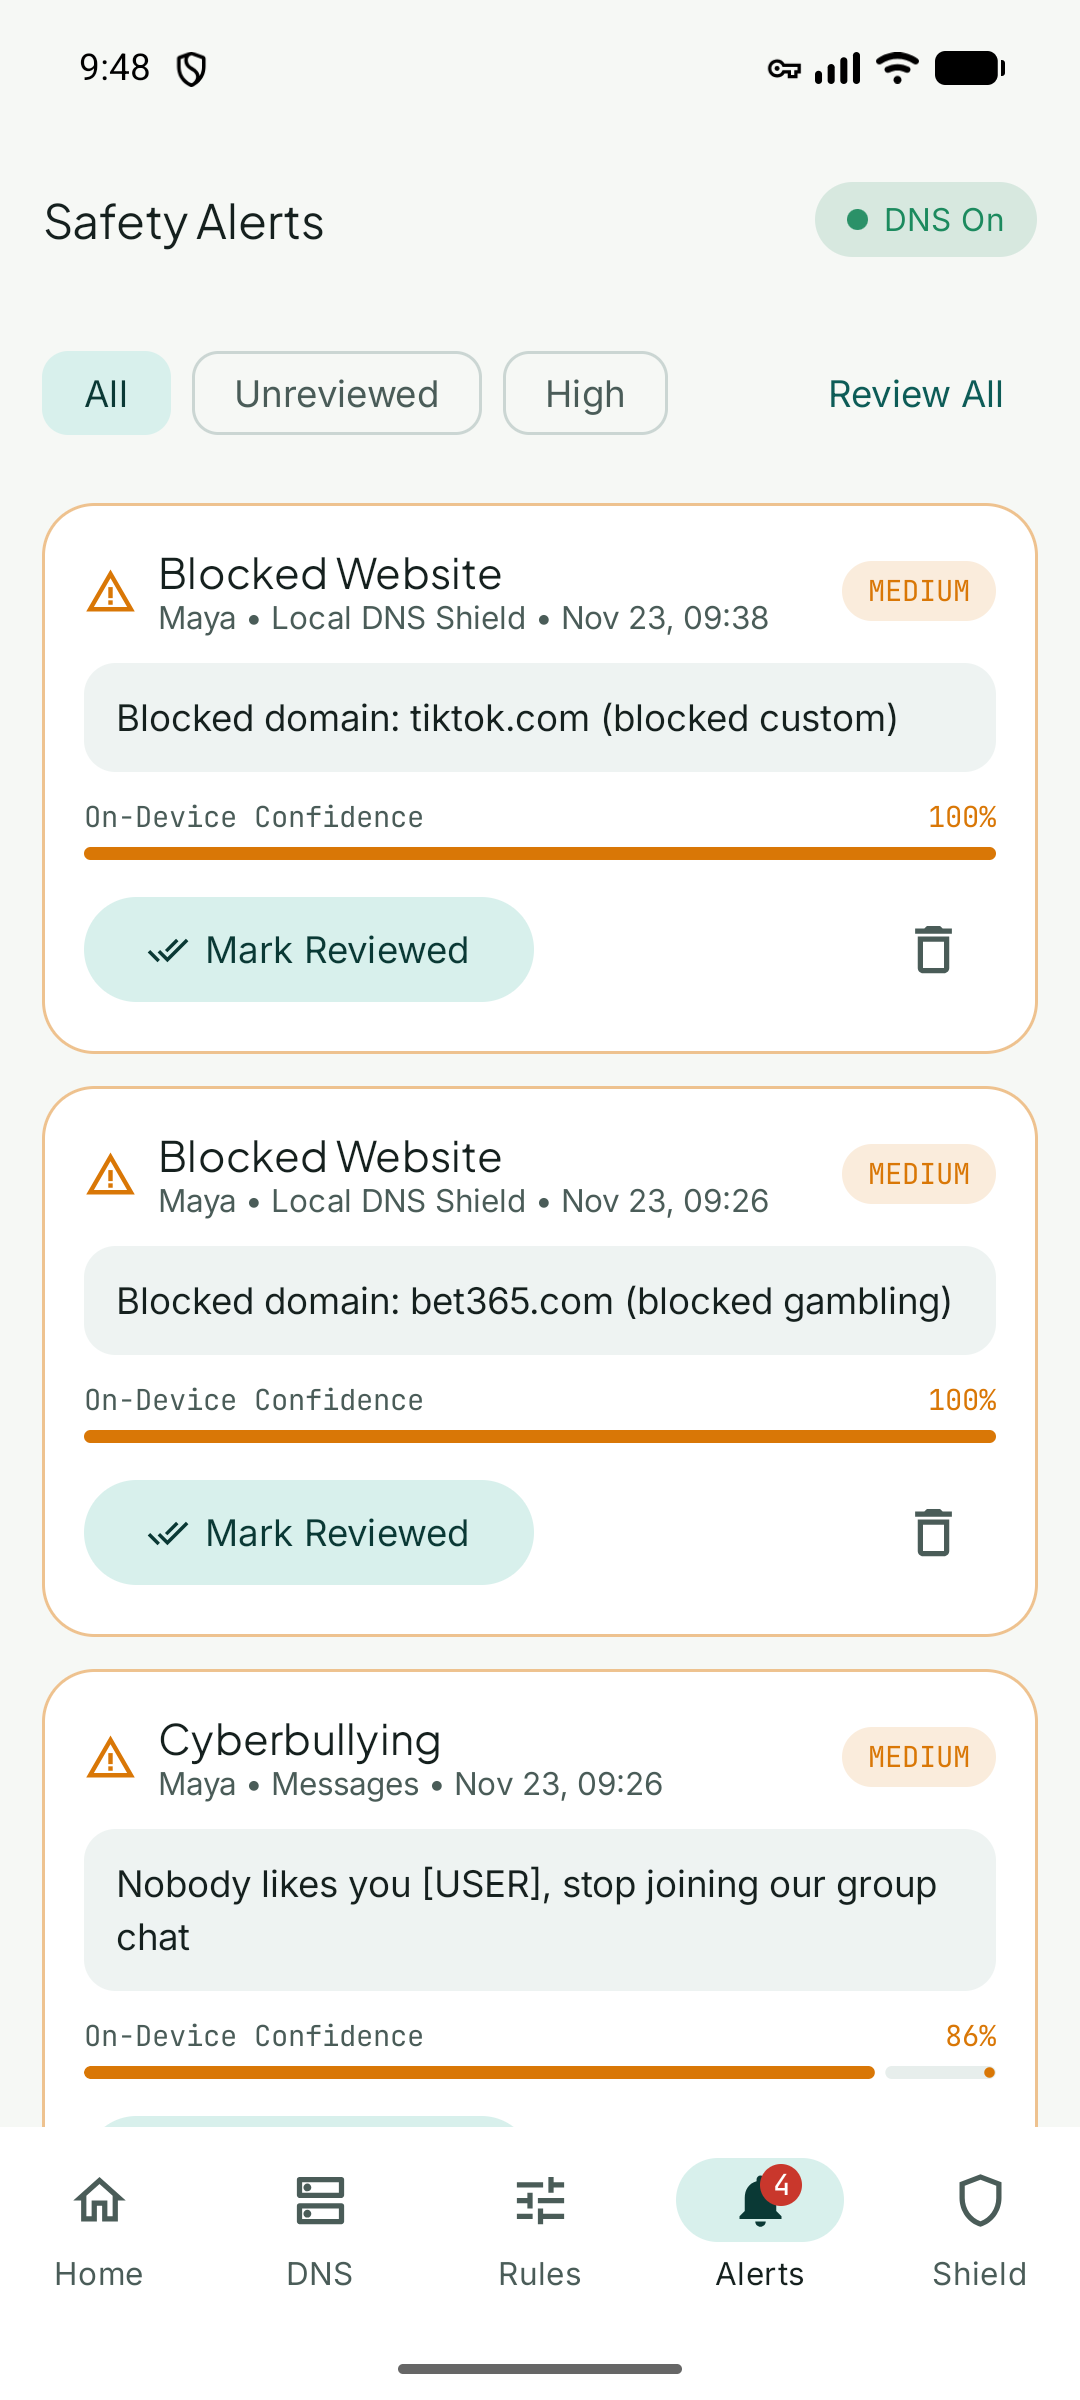 9:48
Safety Alerts
DNS On
All
Unreviewed
High
Review All
Blocked Website
Maya • Local DNS Shield • Nov 23, 09:38
MEDIUM
Blocked domain: tiktok.com (blocked custom)
On-Device Confidence
100%
Mark Reviewed
Blocked Website
Maya • Local DNS Shield • Nov 23, 09:26
MEDIUM
Blocked domain: bet365.com (blocked gambling)
On-Device Confidence
100%
Mark Reviewed
Cyberbullying
Maya • Messages • Nov 23, 09:26
MEDIUM
Nobody likes you [USER], stop joining our group
chat
On-Device Confidence
86%
4
Home
DNS
Rules
Alerts
Shield